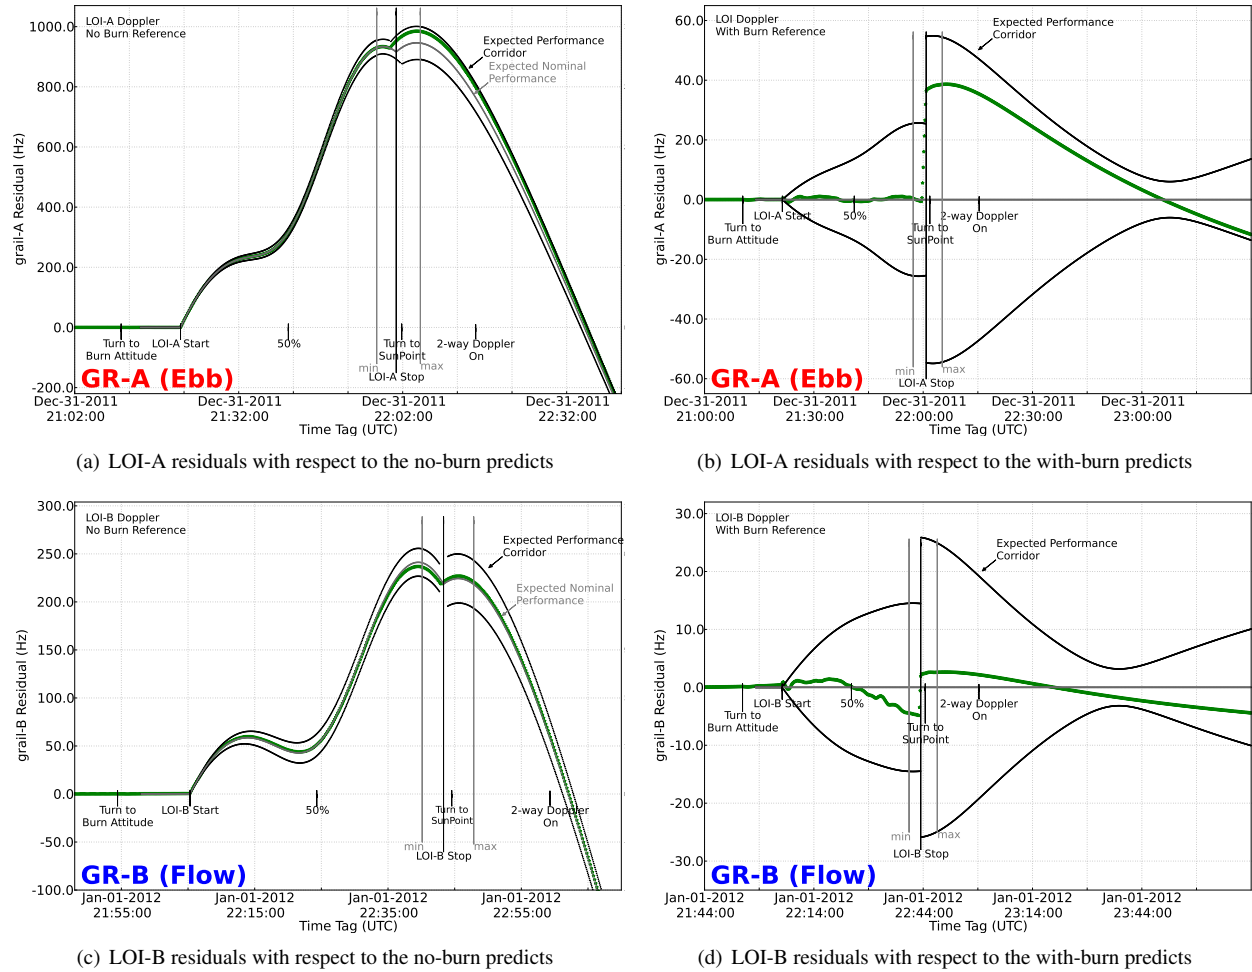 LOI-A Doppler
No Burn Reference
Expected Performance
Corridor
Expected Nominal
Performance
grail-A Residual (Hz)
1000.0
800.0
600.0
400.0
200.0
0.0
-200.0
Turn to
Burn Attitude
LOI-A Start
50%
Turn to
SunPoint
2-way Doppler
On
min
max
LOI-A Stop
GR-A (Ebb)
Dec-31-2011
21:02:00
Dec-31-2011
21:32:00
Dec-31-2011
22:02:00
Dec-31-2011
22:32:00
Time Tag (UTC)
(a) LOI-A residuals with respect to the no-burn predicts
LOI Doppler
With Burn Reference
Expected Performance
Corridor
grail-A Residual (Hz)
60.0
40.0
20.0
0.0
-20.0
-40.0
-60.0
Turn to
Burn Attitude
LOI-A Start
50%
Turn to
SunPoint
2-way Doppler
On
min
max
LOI-A Stop
GR-A (Ebb)
Dec-31-2011
21:00:00
Dec-31-2011
21:30:00
Dec-31-2011
22:00:00
Dec-31-2011
22:30:00
Dec-31-2011
23:00:00
Time Tag (UTC)
(b) LOI-A residuals with respect to the with-burn predicts
LOI-B Doppler
No Burn Reference
Expected Performance
Corridor
Expected Nominal
Performance
grail-B Residual (Hz)
300.0
250.0
200.0
150.0
100.0
50.0
0.0
-50.0
-100.0
Turn to
Burn Attitude
LOI-B Start
50%
Turn to
SunPoint
2-way Doppler
On
min
max
LOI-B Stop
GR-B (Flow)
Jan-01-2012
21:55:00
Jan-01-2012
22:15:00
Jan-01-2012
22:35:00
Jan-01-2012
22:55:00
Time Tag (UTC)
(c) LOI-B residuals with respect to the no-burn predicts
LOI-B Doppler
With Burn Reference
Expected Performance
Corridor
grail-B Residual (Hz)
30.0
20.0
10.0
0.0
-10.0
-20.0
-30.0
Turn to
Burn Attitude
LOI-B Start
50%
Turn to
SunPoint
2-way Doppler
On
min
max
LOI-B Stop
GR-B (Flow)
Jan-01-2012
21:44:00
Jan-01-2012
22:14:00
Jan-01-2012
22:44:00
Jan-01-2012
23:14:00
Jan-01-2012
23:44:00
Time Tag (UTC)
(d) LOI-B residuals with respect to the with-burn predicts